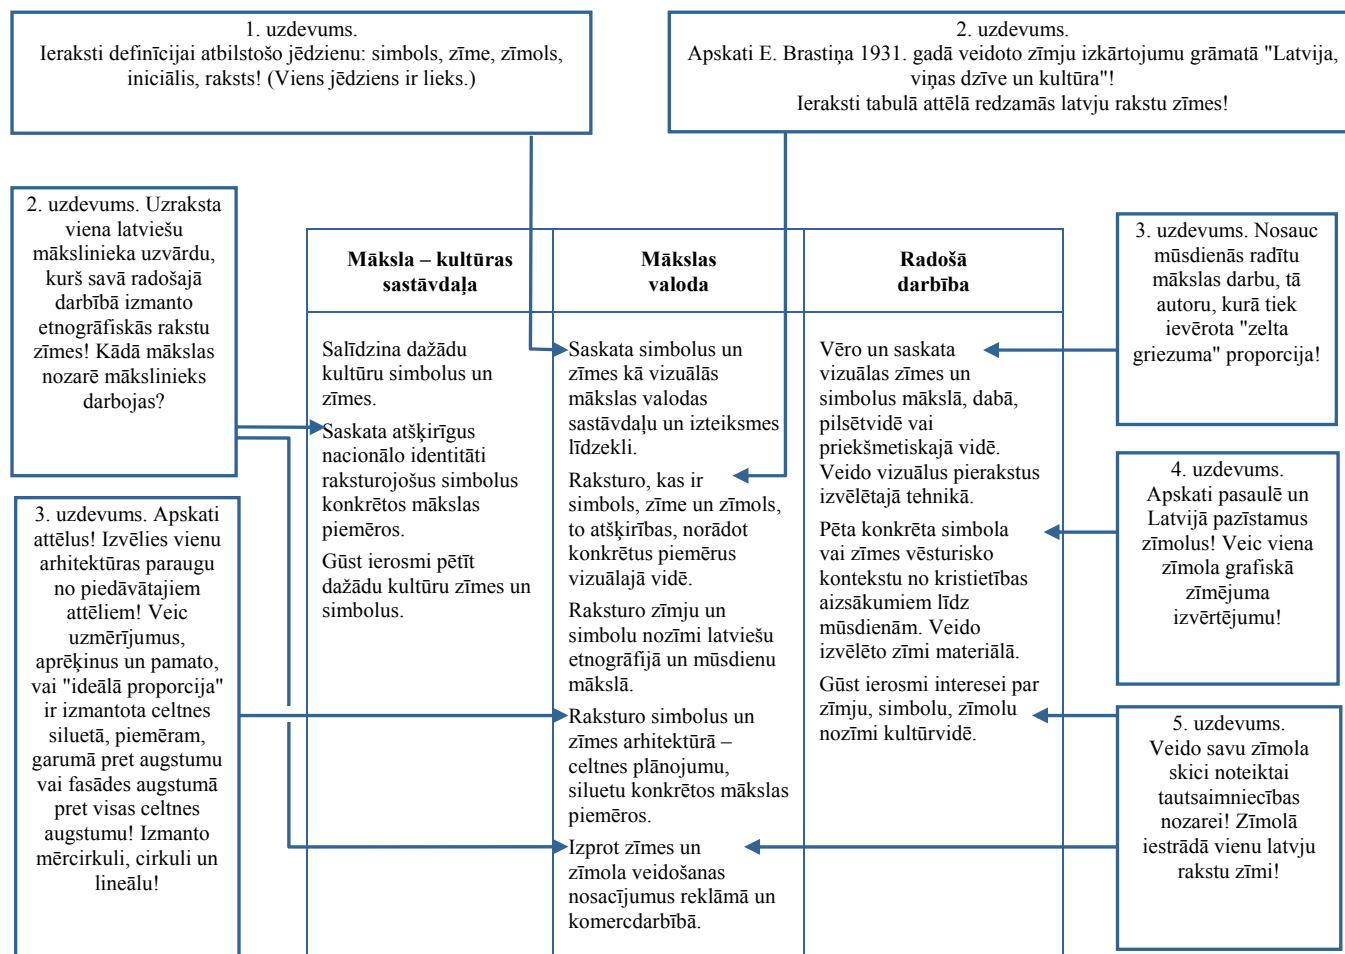 1. uzdevums.
Ieraksti definīcijai atbilstošo jēdzienu: simbols, zīme, zīmols,
iniciālis, raksts! (Viens jēdziens ir lieks.)
2. uzdevums.
Apskati E. Brastiņa 1931. gadā veidoto zīmju izkārtojumu grāmatā "Latvija,
viņas dzīve un kultūra"!
Ieraksti tabulā attēlā redzamās latvju rakstu zīmes!
2. uzdevums. Uzraksta
viena latviešu
mākslinieka uzvārdu,
kurš savā radošajā
darbībā izmanto
etnogrāfiskās rakstu
zīmes! Kādā mākslas
nozarē mākslinieks
darbojas?
3. uzdevums. Apskati
attēlus! Izvēlies vienu
arhitektūras paraugu
no piedāvātajiem
attēliem! Veic
uzmērījumus,
aprēķinus un pamato,
vai "ideālā proporcija"
ir izmantota celtnes
siluetā, piemēram,
garumā pret augstumu
vai fasādes augstumā
pret visas celtnes
augstumu! Izmanto
mērcirkuli, cirkuli un
lineālu!
Māksla – kultūras
sastāvdaļa
Salīdzina dažādu
kultūru simbolus un
zīmes.
Saskata atšķirīgus
nacionālo identitāti
raksturojošus simbolus
konkrētos mākslas
piemēros.
Gūst ierosmi pētīt
dažādu kultūru zīmes un
simbolus.
Mākslas
valoda
Saskata simbolus un
zīmes kā vizuālās
mākslas valodas
sastāvdaļu un izteiksmes
līdzekli.
Raksturo, kas ir
simbols, zīme un zīmols,
to atšķirības, norādot
konkrētus piemērus
vizuālajā vidē.
Raksturo zīmju un
simbolu nozīmi latviešu
etnogrāfijā un mūsdienu
mākslā.
Raksturo simbolus un
zīmes arhitektūrā –
celtnes plānojumu,
siluetu konkrētos mākslas
piemēros.
Izprot zīmes un
zīmola veidošanas
nosacījumus reklāmā un
komercdarbībā.
Radošā
darbība
Vēro un saskata
vizuālas zīmes un
simbolus mākslā, dabā,
pilsētvidē vai
priekšmetiskajā vidē.
Veido vizuālus pierakstus
izvēlētajā tehnikā.
Pēta konkrēta simbola
vai zīmes vēsturisko
kontekstu no kristietības
aizsākumiem līdz
mūsdienām. Veido
izvēlēto zīmi materiālā.
Gūst ierosmi interesei par
zīmju, simbolu, zīmolu
nozīmi kultūrvidē.
3. uzdevums. Nosauc
mūsdienās radītu
mākslas darbu, tā
autoru, kurā tiek
ievērota "zelta
griezuma" proporcija!
4. uzdevums.
Apskati pasaulē un
Latvijā pazīstamus
zīmolus! Veic viena
zīmola grafiskā
zīmējuma
izvērtējumu!
5. uzdevums.
Veido savu zīmola
skici noteiktai
tautsaimniecības
nozarei! Zīmolā
iestrādā vienu latvju
rakstu zīmi!